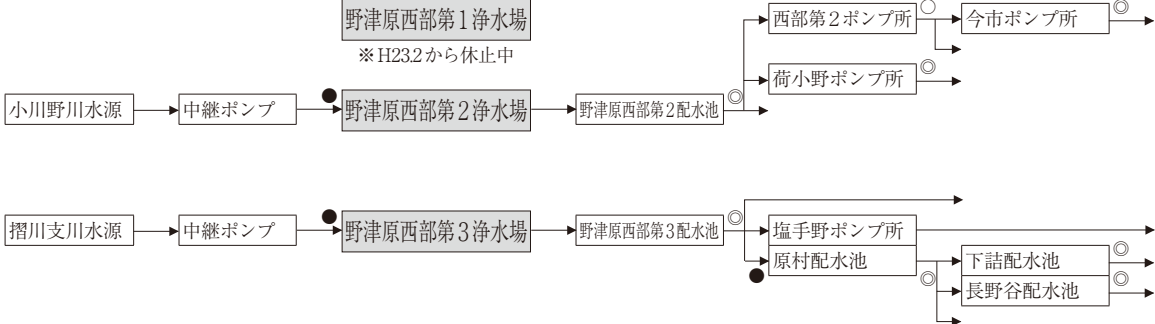 野津原西部第1浄水場
※H23.2から休止中
西部第2ポンプ所
○
今市ポンプ所
◎
荷小野ポンプ所
◎
小川野川水源
中継ポンプ
●
野津原西部第2浄水場
野津原西部第2配水池
◎
摺川支川水源
中継ポンプ
●
野津原西部第3浄水場
野津原西部第3配水池
◎
塩手野ポンプ所
原村配水池
●
◎
下詰配水池
◎
長野谷配水池
◎